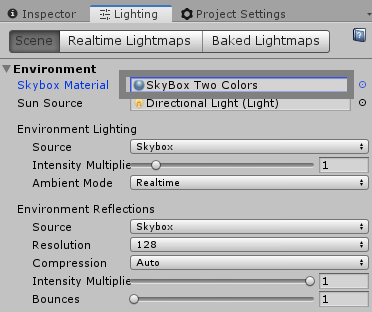 Inspector Lighting Project Settings
Scene Realtime Lightmaps Baked Lightmaps
Environment
Skybox Material SkyBox Two Colors
Sun Source Directional Light (Light)
Environment Lighting
Source Skybox
Intensity Multiplie 1
Ambient Mode Realtime
Environment Reflections
Source Skybox
Resolution 128
Compression Auto
Intensity Multiplie 1
Bounces 1